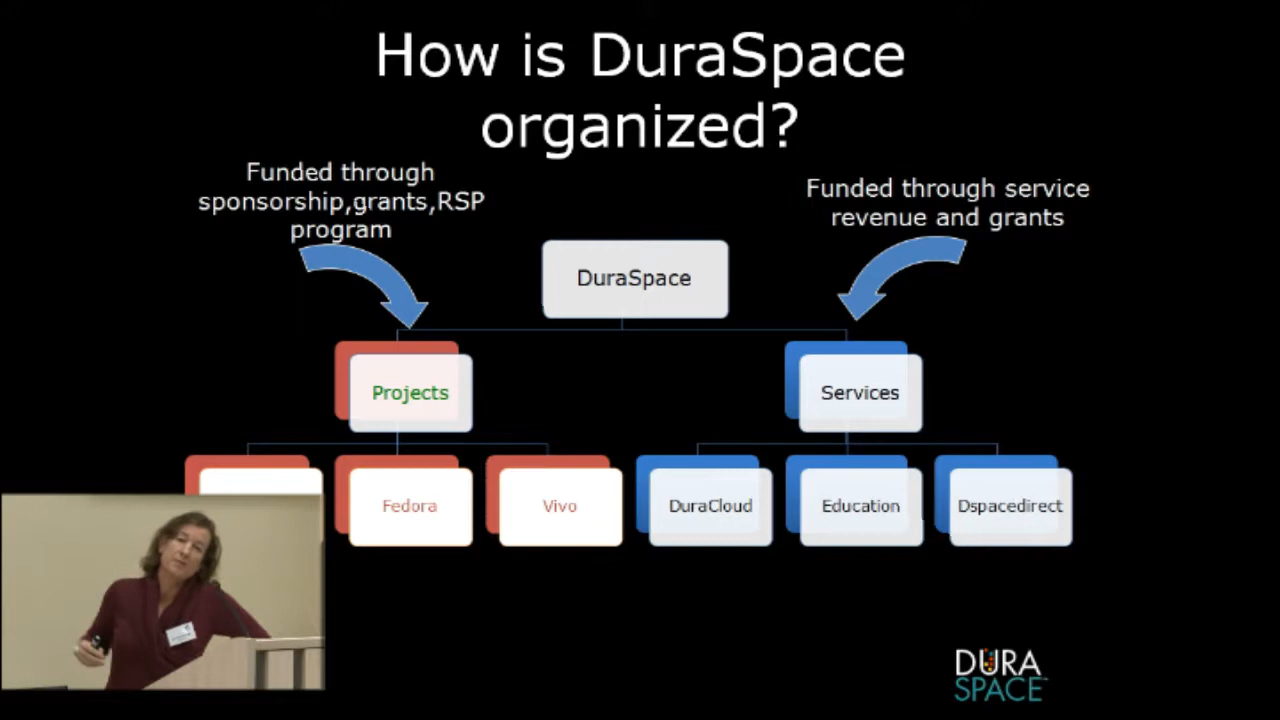 How is DuraSpace
organized?
Funded through
sponsorship,grants,RSP
program
Funded through service
revenue and grants
DuraSpace
Projects
Services
Fedora
Vivo
DuraCloud
Education
Dspacedirect
DURA
SPACE